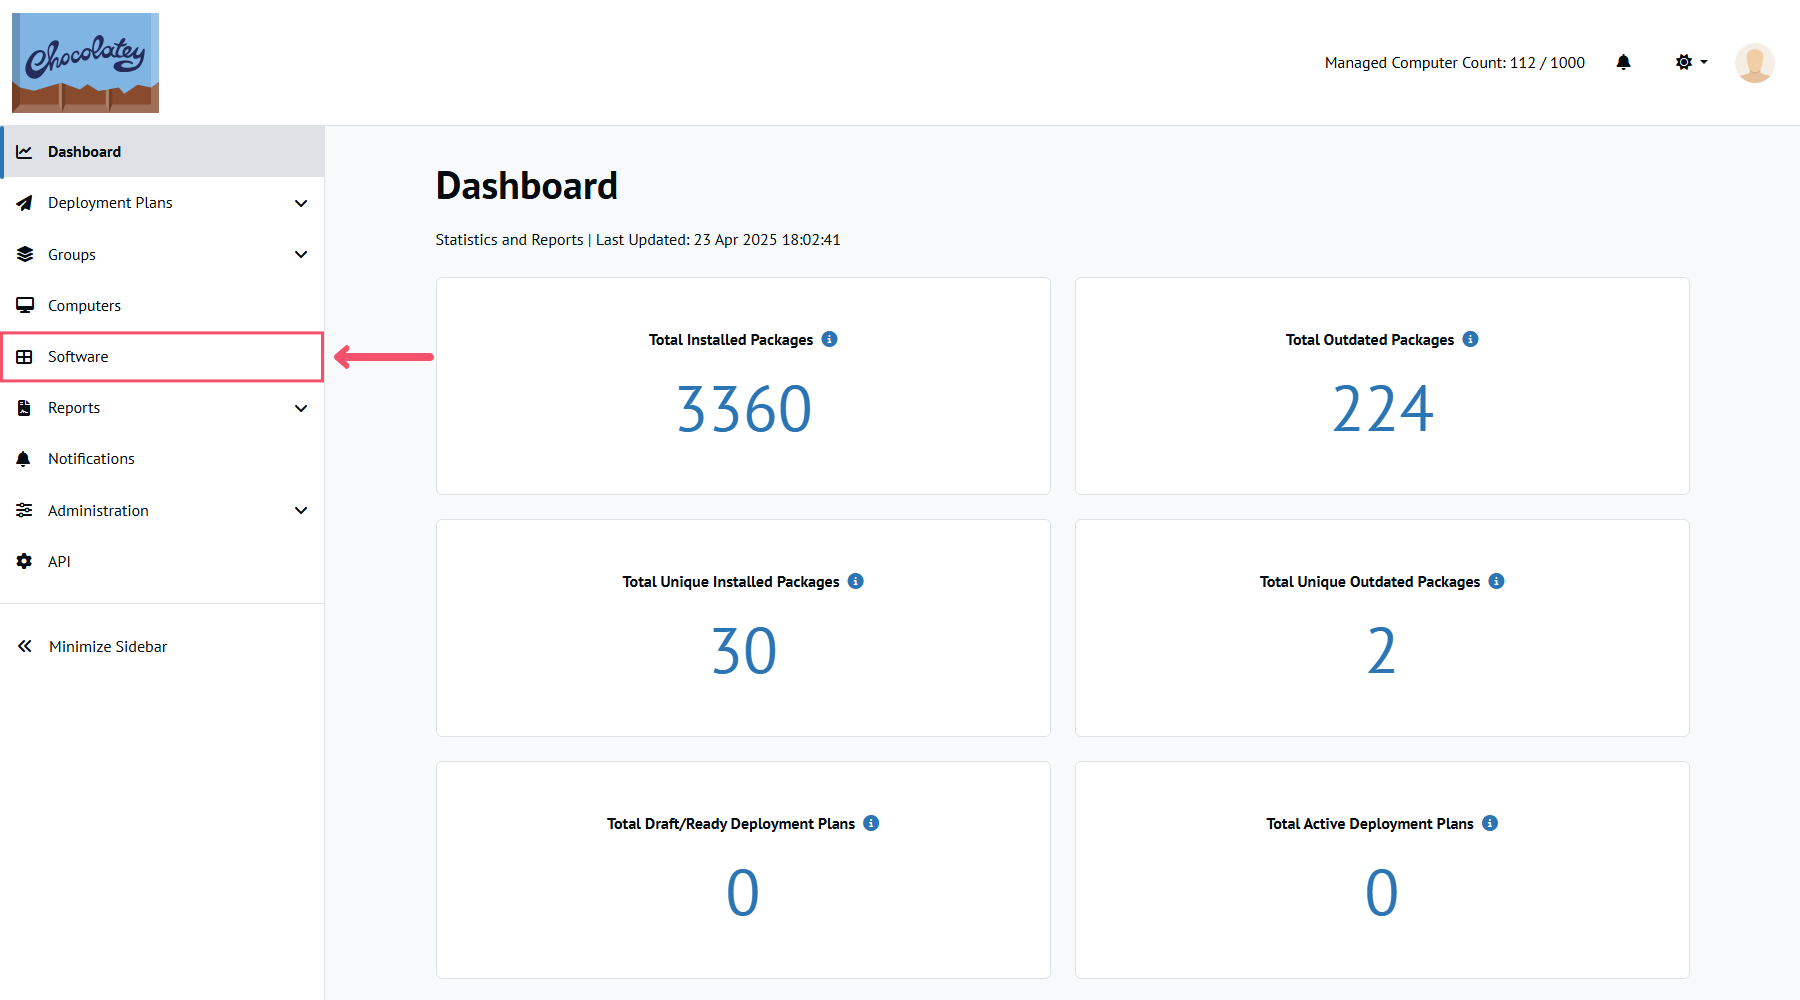 Chocolatey
Managed Computer Count: 112 / 1000
Dashboard
Deployment Plans
Groups
Computers
Software
Reports
Notifications
Administration
API
Minimize Sidebar
Dashboard
Statistics and Reports | Last Updated: 23 Apr 2025 18:02:41
Total Installed Packages
3360
Total Outdated Packages
224
Total Unique Installed Packages
30
Total Unique Outdated Packages
2
Total Draft/Ready Deployment Plans
0
Total Active Deployment Plans
0